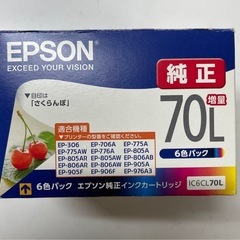 EPSON
EXCEED YOUR VISION
純正
目印は「さくらんぼ」
70L
増量
6色パック
適合機種
プリンターの型番をご確認ください
EP-306 EP-706A EP-775A
EP-775AW EP-776A EP-805A
EP-805AR EP-805AW EP-806AB
EP-806AR EP-806AW EP-905A
EP-905F EP-906F EP-976A3
6色パック エプソン純正インクカートリッジ
IC6CL70L